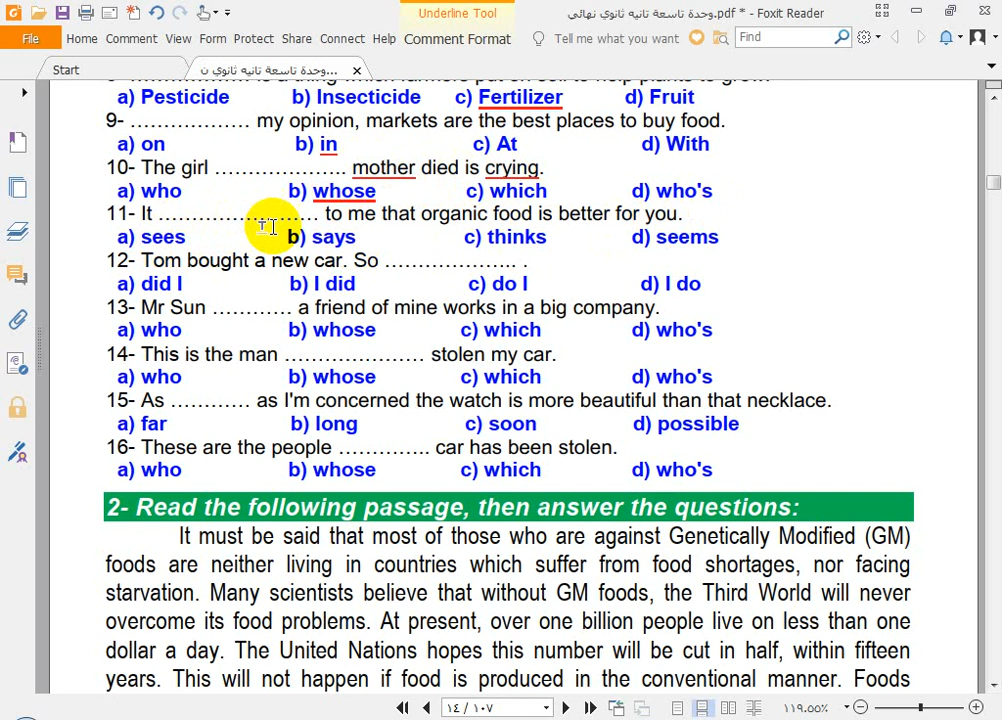 Underline Tool
وحدة تاسعة ثانيه ثانوي نهائي.pdf * - Foxit Reader
File Home Comment View Form Protect Share Connect Help Comment Format Tell me what you want Find
Start وحدة تاسعة ثانيه ثانوي ن...
a) Pesticide b) Insecticide c) Fertilizer d) Fruit
9- ………………… my opinion, markets are the best places to buy food.
a) on b) in c) At d) With
10- The girl ………………… mother died is crying.
a) who b) whose c) which d) who's
11- It ……………………… to me that organic food is better for you.
a) sees b) says c) thinks d) seems
12- Tom bought a new car. So ………………… .
a) did I b) I did c) do I d) I do
13- Mr Sun ………… a friend of mine works in a big company.
a) who b) whose c) which d) who's
14- This is the man …………………… stolen my car.
a) who b) whose c) which d) who's
15- As ………… as I'm concerned the watch is more beautiful than that necklace.
a) far b) long c) soon d) possible
16- These are the people ………….. car has been stolen.
a) who b) whose c) which d) who's
2- Read the following passage, then answer the questions:
It must be said that most of those who are against Genetically Modified (GM)
foods are neither living in countries which suffer from food shortages, nor facing
starvation. Many scientists believe that without GM foods, the Third World will never
overcome its food problems. At present, over one billion people live on less than one
dollar a day. The United Nations hopes this number will be cut in half, within fifteen
years. This will not happen if food is produced in the conventional manner. Foods
١٤ / ١٠٧ ١١٩.٥٥%